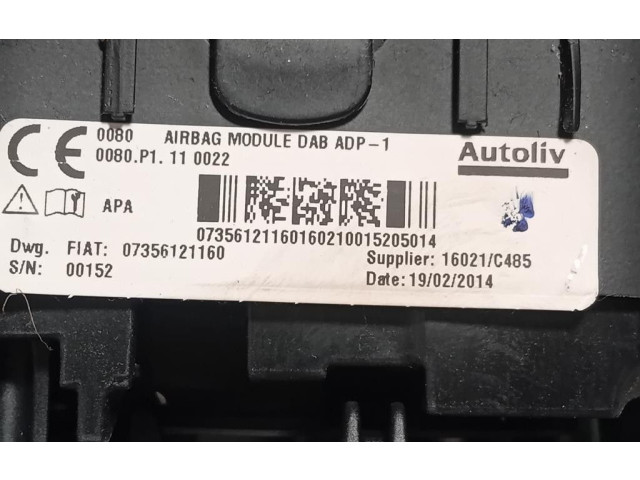 CE 0080 AIRBAG MODULE DAB ADP-1
0080.P1. 11 0022
Autoliv
APA
07356121160160210015205014
Dwg. FIAT: 07356121160
Supplier: 16021/C485
S/N: 00152
Date: 19/02/2014